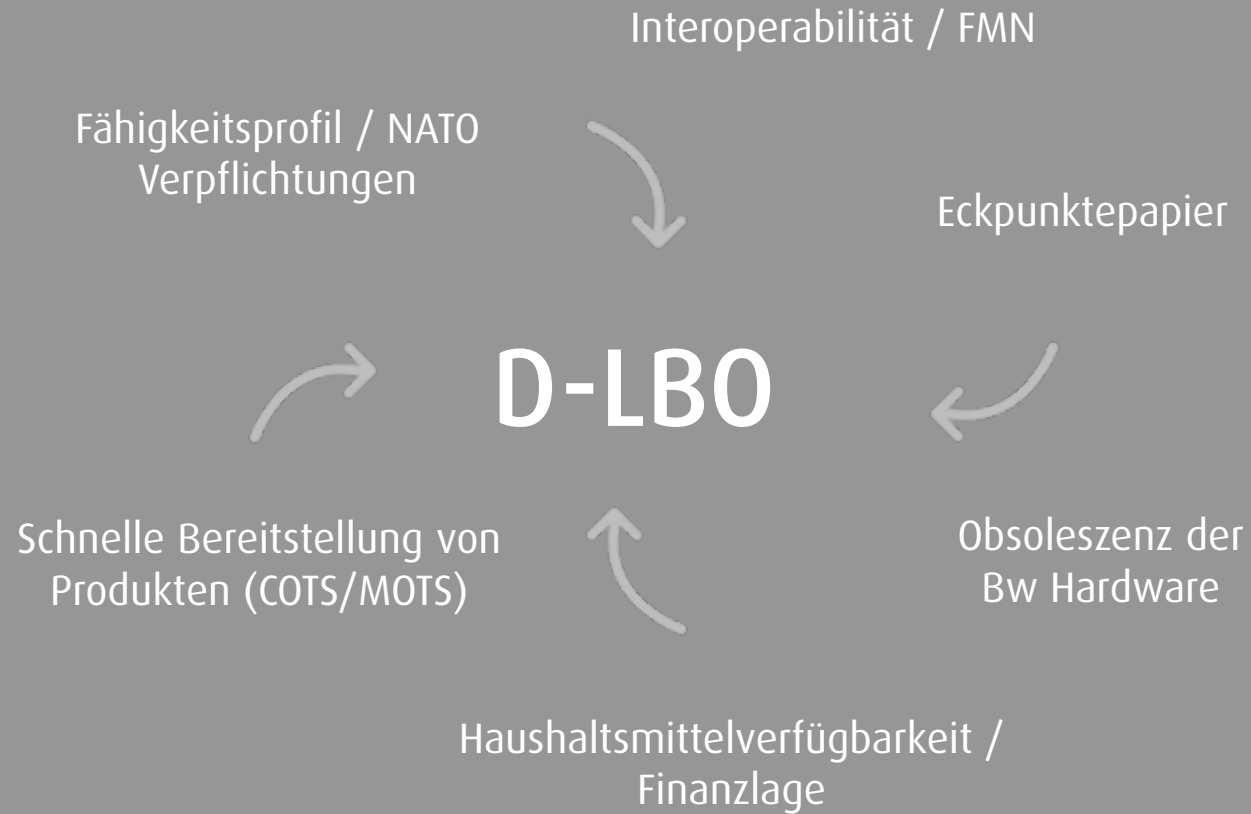 Interoperabilität / FMN
Fähigkeitsprofil / NATO
Verpflichtungen
Eckpunktepapier
D-LBO
Schnelle Bereitstellung von
Produkten (COTS/MOTS)
Obsoleszenz der
Bw Hardware
Haushaltsmittelverfügbarkeit /
Finanzlage